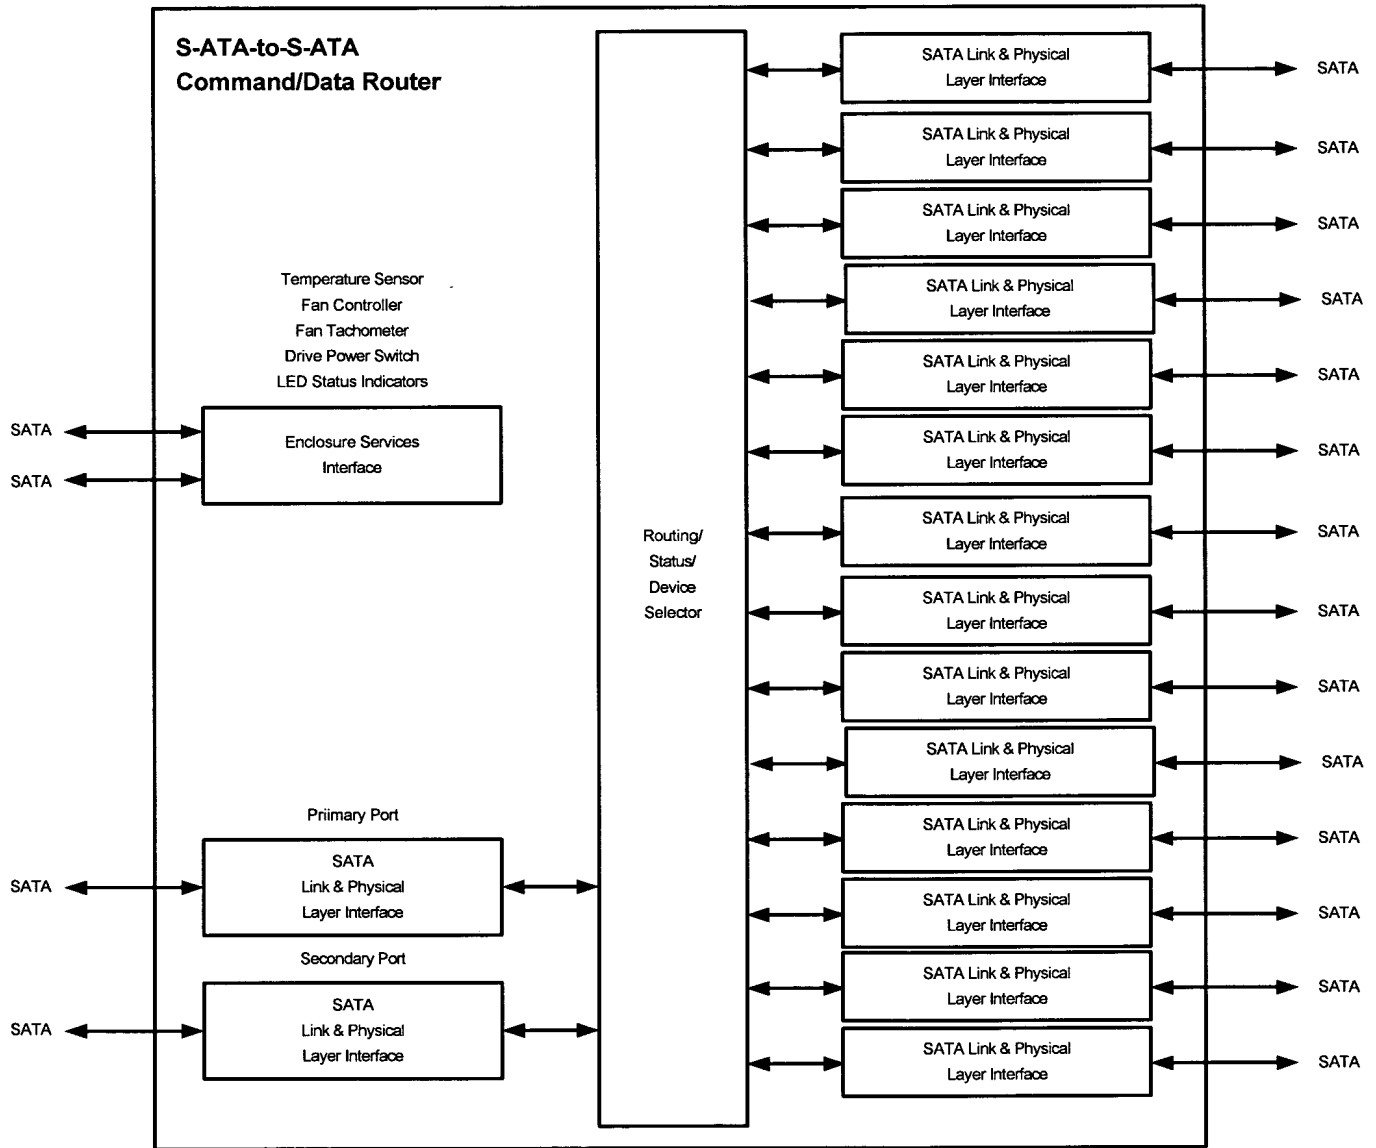 S-ATA-to-S-ATA
Command/Data Router
Temperature Sensor
Fan Controller
Fan Tachometer
Drive Power Switch
LED Status Indicators
SATA
SATA
Enclosure Services
Interface
Priimary Port
SATA
SATA
Link & Physical
Layer Interface
Secondary Port
SATA
SATA
Link & Physical
Layer Interface
Routing/
Status/
Device
Selector
SATA Link & Physical
Layer Interface
SATA
SATA Link & Physical
Layer Interface
SATA
SATA Link & Physical
Layer Interface
SATA
SATA Link & Physical
Layer Interface
SATA
SATA Link & Physical
Layer Interface
SATA
SATA Link & Physical
Layer Interface
SATA
SATA Link & Physical
Layer Interface
SATA
SATA Link & Physical
Layer Interface
SATA
SATA Link & Physical
Layer Interface
SATA
SATA Link & Physical
Layer Interface
SATA
SATA Link & Physical
Layer Interface
SATA
SATA Link & Physical
Layer Interface
SATA
SATA Link & Physical
Layer Interface
SATA
SATA Link & Physical
Layer Interface
SATA